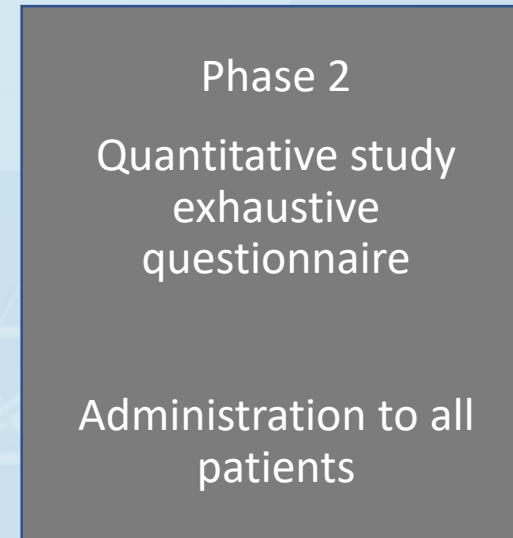 Phase 2
Quantitative study
exhaustive
questionnaire
Administration to all
patients